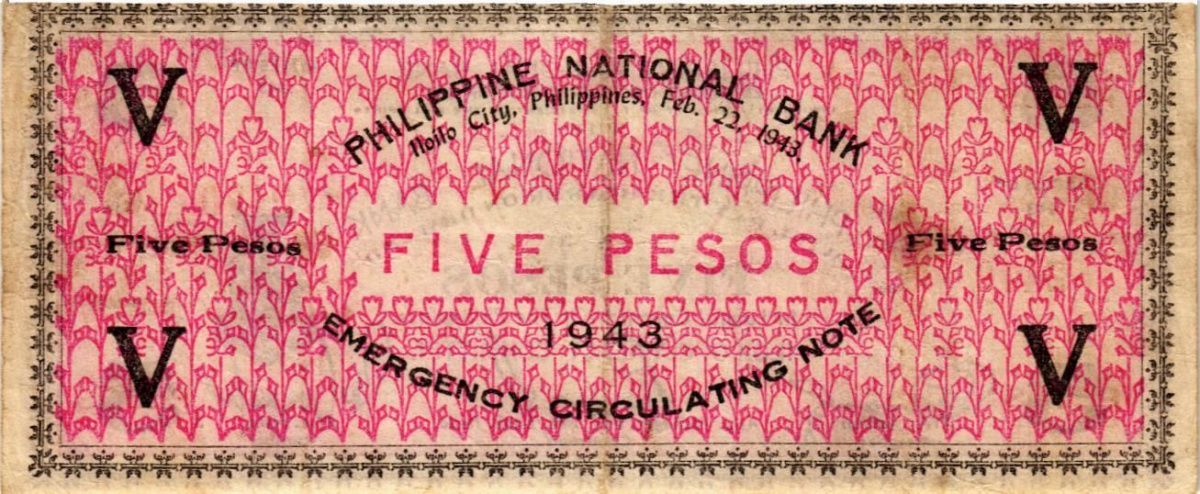 V V
PHILIPPINE NATIONAL BANK
Iloilo City, Philippines, Feb. 22, 1943.
Five Pesos FIVE PESOS Five Pesos
1943
EMERGENCY CIRCULATING NOTE
V V